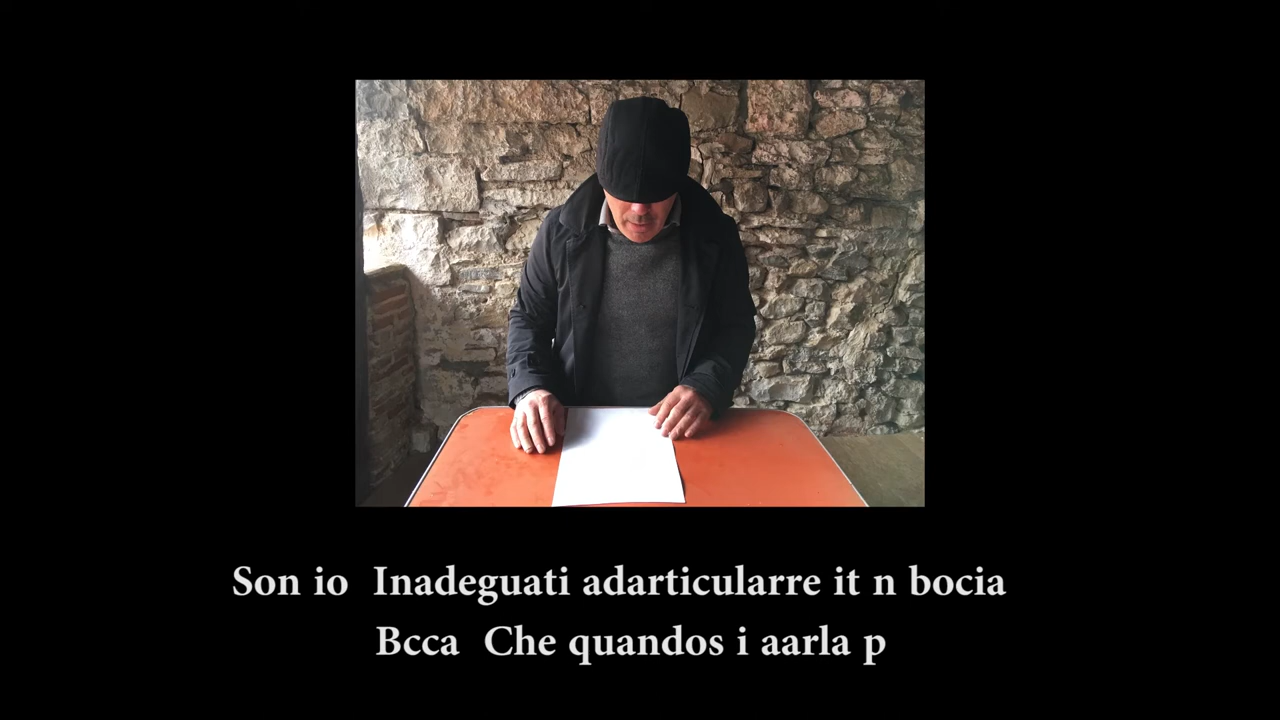 Son io Inadeguati adarticularre it n bocia
Bcca Che quandos i aarla p